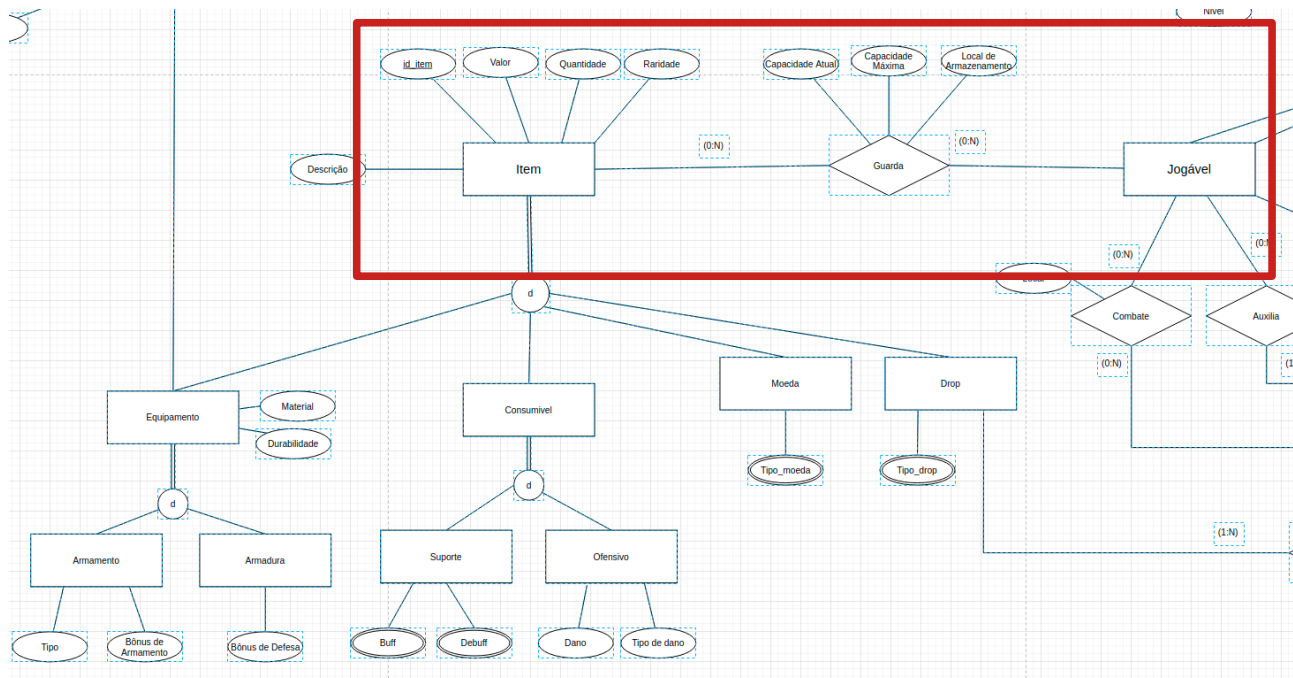 Nível
id_item
Valor
Quantidade
Raridade
Capacidade Atual
Capacidade
Máxima
Local de
Armazenamento
(0:N)
(0:N)
Descrição
Item
Guarda
Jogável
(0:N)
(0:N
d
Combate
Auxilia
(0:N)
(1
Moeda
Drop
Equipamento
Material
Durabilidade
Consumivel
Tipo_moeda
Tipo_drop
d
d
(1:N)
Armamento
Armadura
Suporte
Ofensivo
Tipo
Bônus de
Armamento
Bônus de Defesa
Buff
Debuff
Dano
Tipo de dano